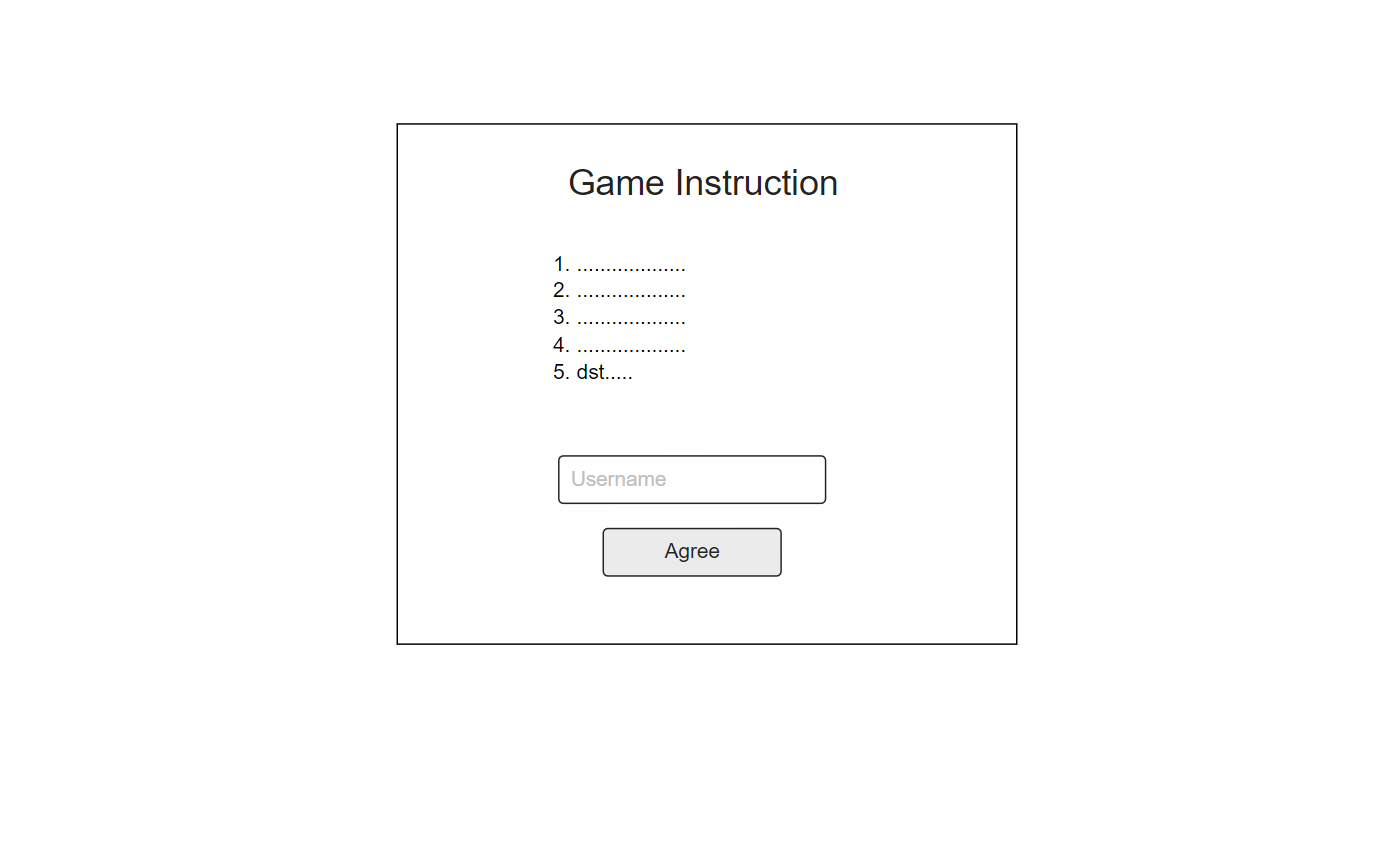 Game Instruction
1. ...................
2. ...................
3. ...................
4. ...................
5. dst.....
Username
Agree